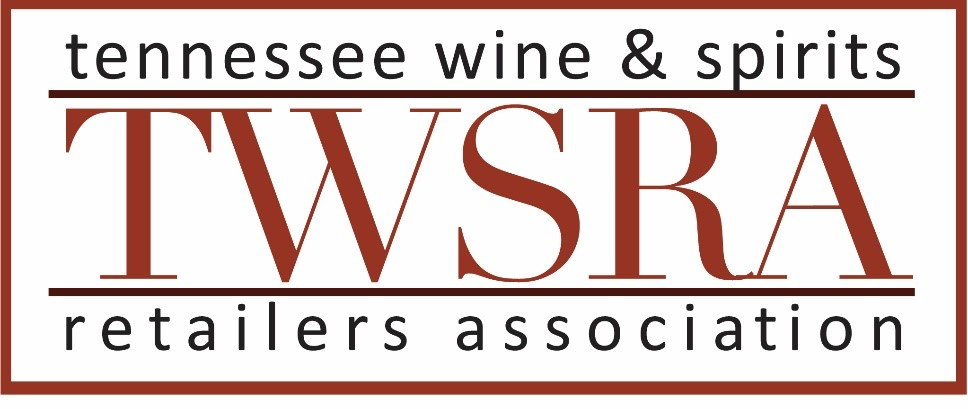 tennessee wine & spirits
TWSRA
retailers association